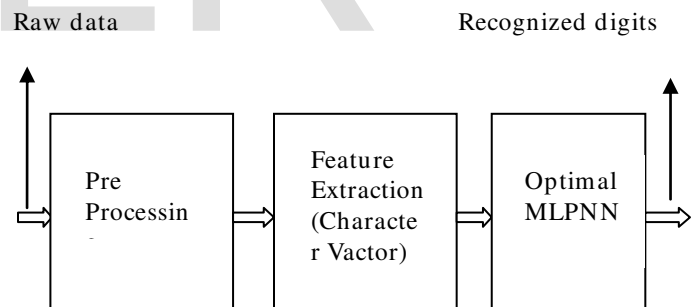 Raw data
Recognized digits
Pre
Processin
Feature
Extraction
(Characte
r Vactor)
Optimal
MLPNN